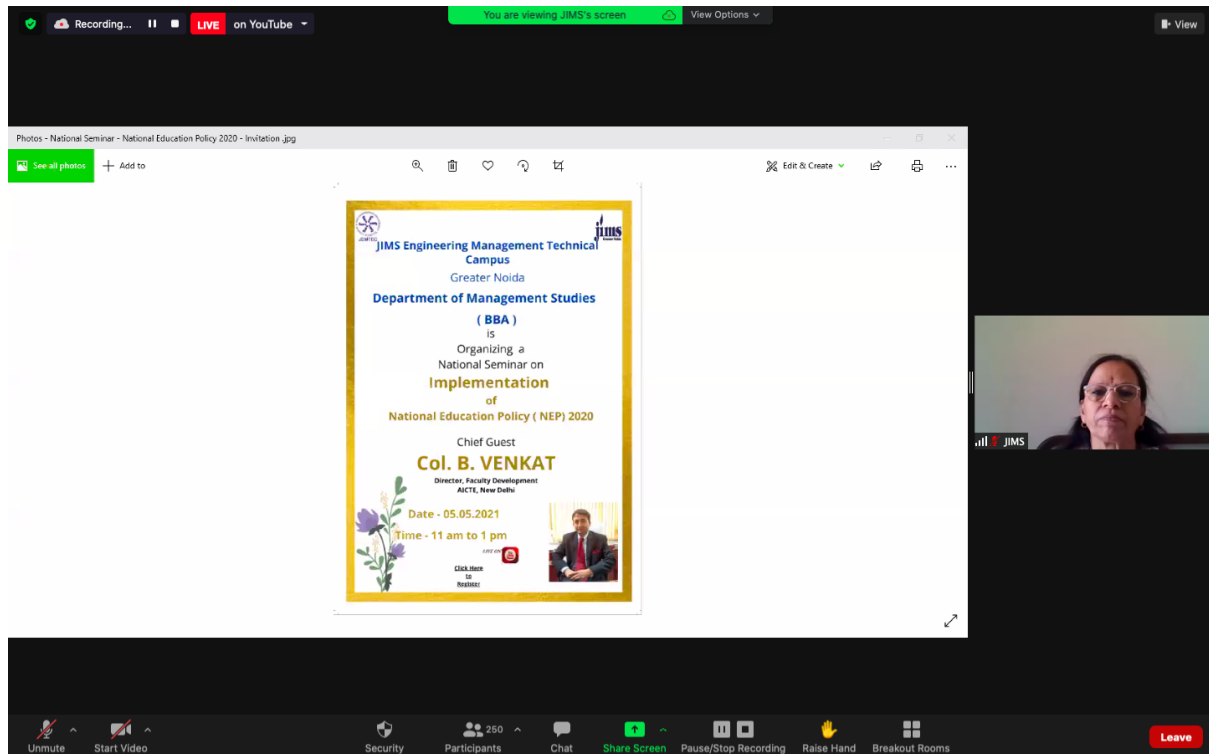 Recording...
LIVE
on YouTube
You are viewing JIMS's screen
View Options
View
Photos - National Seminar - National Education Policy 2020 - Invitation .jpg
See all photos
Add to
Edit & Create
jims
JIMS Engineering Management Technical
Campus
Greater Noida
Department of Management Studies
( BBA )
is
Organizing a
National Seminar on
Implementation
of
National Education Policy ( NEP) 2020
Chief Guest
Col. B. VENKAT
Director, Faculty Development
AICTE, New Delhi
Date - 05.05.2021
Time - 11 am to 1 pm
LIVE ON
Click Here
to
Register
JIMS
Unmute
Start Video
Security
250
Participants
Chat
Share Screen
Pause/Stop Recording
Raise Hand
Breakout Rooms
Leave